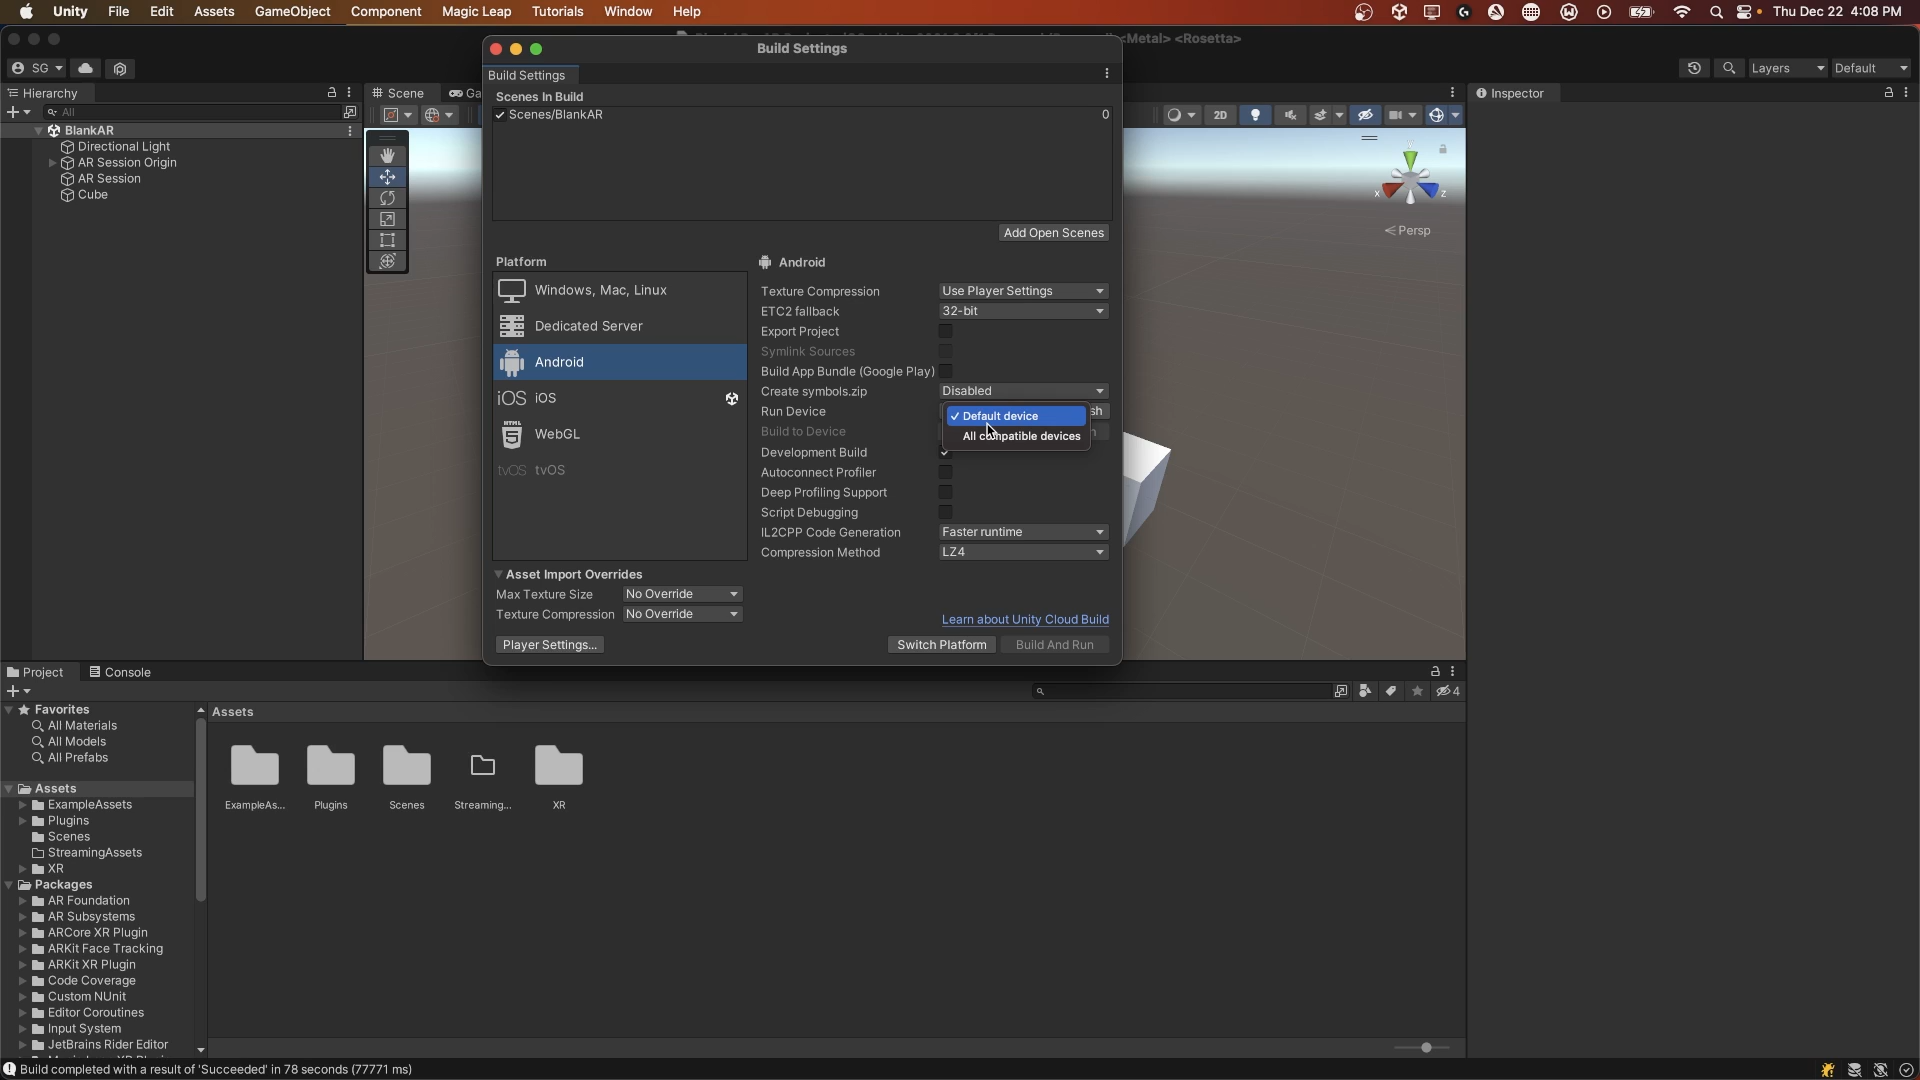 Unity File Edit Assets GameObject Component Magic Leap Tutorials Window Help Thu Dec 22 4:08 PM
Build Settings
<Metal> <Rosetta>
SG
Layers
Default
Build Settings
Hierarchy
Scene
Inspector
Scenes In Build
All
Scenes/BlankAR 0
2D
BlankAR
Directional Light
AR Session Origin
AR Session
Cube
x z
Persp
Add Open Scenes
Platform
Android
Windows, Mac, Linux
Dedicated Server
Android
iOS iOS
WebGL
tvOS tvOS
Texture Compression Use Player Settings
ETC2 fallback 32-bit
Export Project
Symlink Sources
Build App Bundle (Google Play)
Create symbols.zip Disabled
Run Device
Default device
Build to Device
All compatible devices
Development Build
Autoconnect Profiler
Deep Profiling Support
Script Debugging
IL2CPP Code Generation Faster runtime
Compression Method LZ4
Asset Import Overrides
Max Texture Size No Override
Texture Compression No Override
Learn about Unity Cloud Build
Player Settings...
Switch Platform
Build And Run
Project
Console
4
Favorites
All Materials
All Models
All Prefabs
Assets
ExampleAssets
Plugins
Scenes
StreamingAssets
XR
Packages
AR Foundation
AR Subsystems
ARCore XR Plugin
ARKit Face Tracking
ARKit XR Plugin
Code Coverage
Custom NUnit
Editor Coroutines
Input System
JetBrains Rider Editor
Assets
ExampleAs...
Plugins
Scenes
Streaming...
XR
Build completed with a result of 'Succeeded' in 78 seconds (77771 ms)